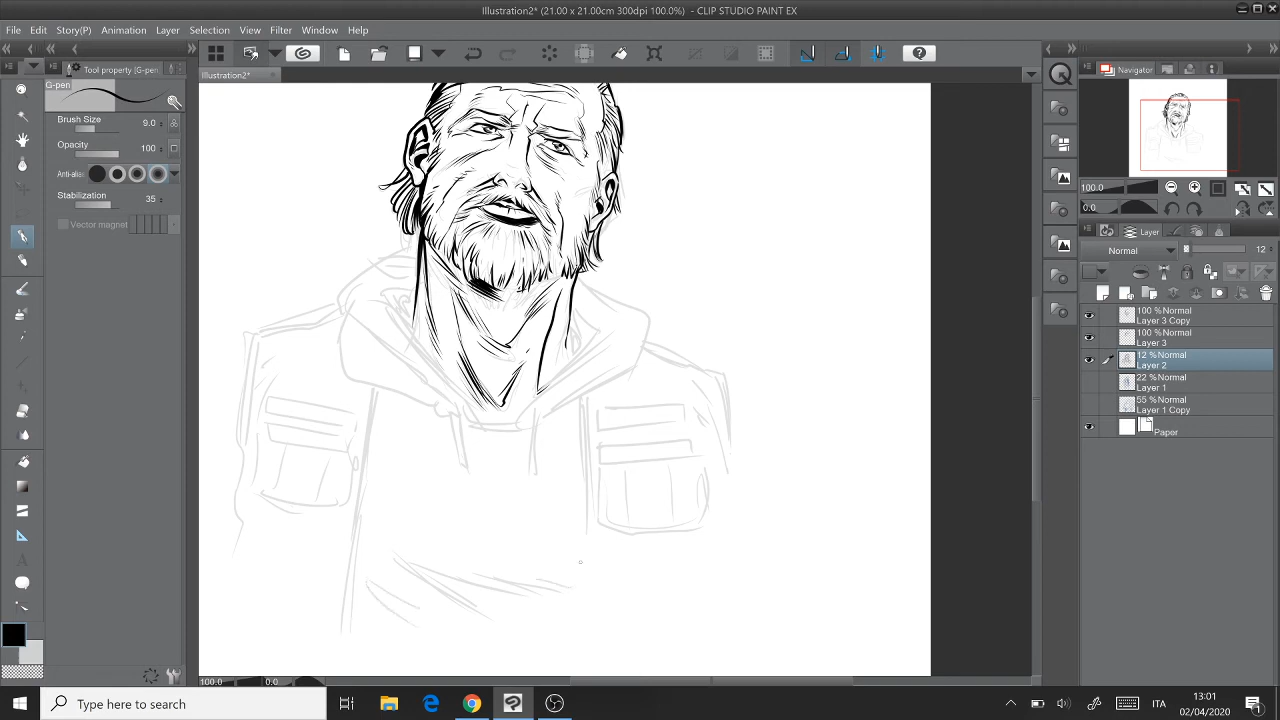 Illustration2* (21.00 x 21.00cm 300dpi 100.0%) - CLIP STUDIO PAINT EX
File Edit Story(P) Animation Layer Selection View Filter Window Help
Tool property [G-pen]
Illustration2*
Navigator
G-pen
Brush Size 9.0
Opacity 100
Anti-alias
Stabilization 35
Vector magnet
100.0
0.0
Layer
Normal 12
100 %Normal
Layer 3 Copy
100 %Normal
Layer 3
12 %Normal
Layer 2
22 %Normal
Layer 1
55 %Normal
Layer 1 Copy
Paper
100.0 0.0
Type here to search
ITA
13:01
02/04/2020
1